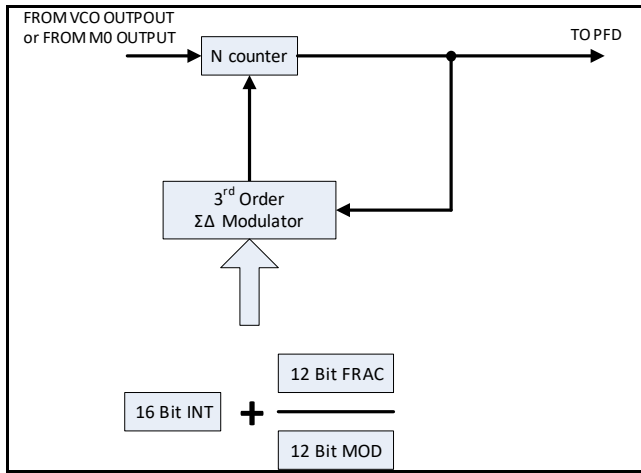 FROM VCO OUTPOUT
or FROM M0 OUTPUT
N counter
TO PFD
3rd Order
ΣΔ Modulator
16 Bit INT + 12 Bit FRAC
12 Bit MOD